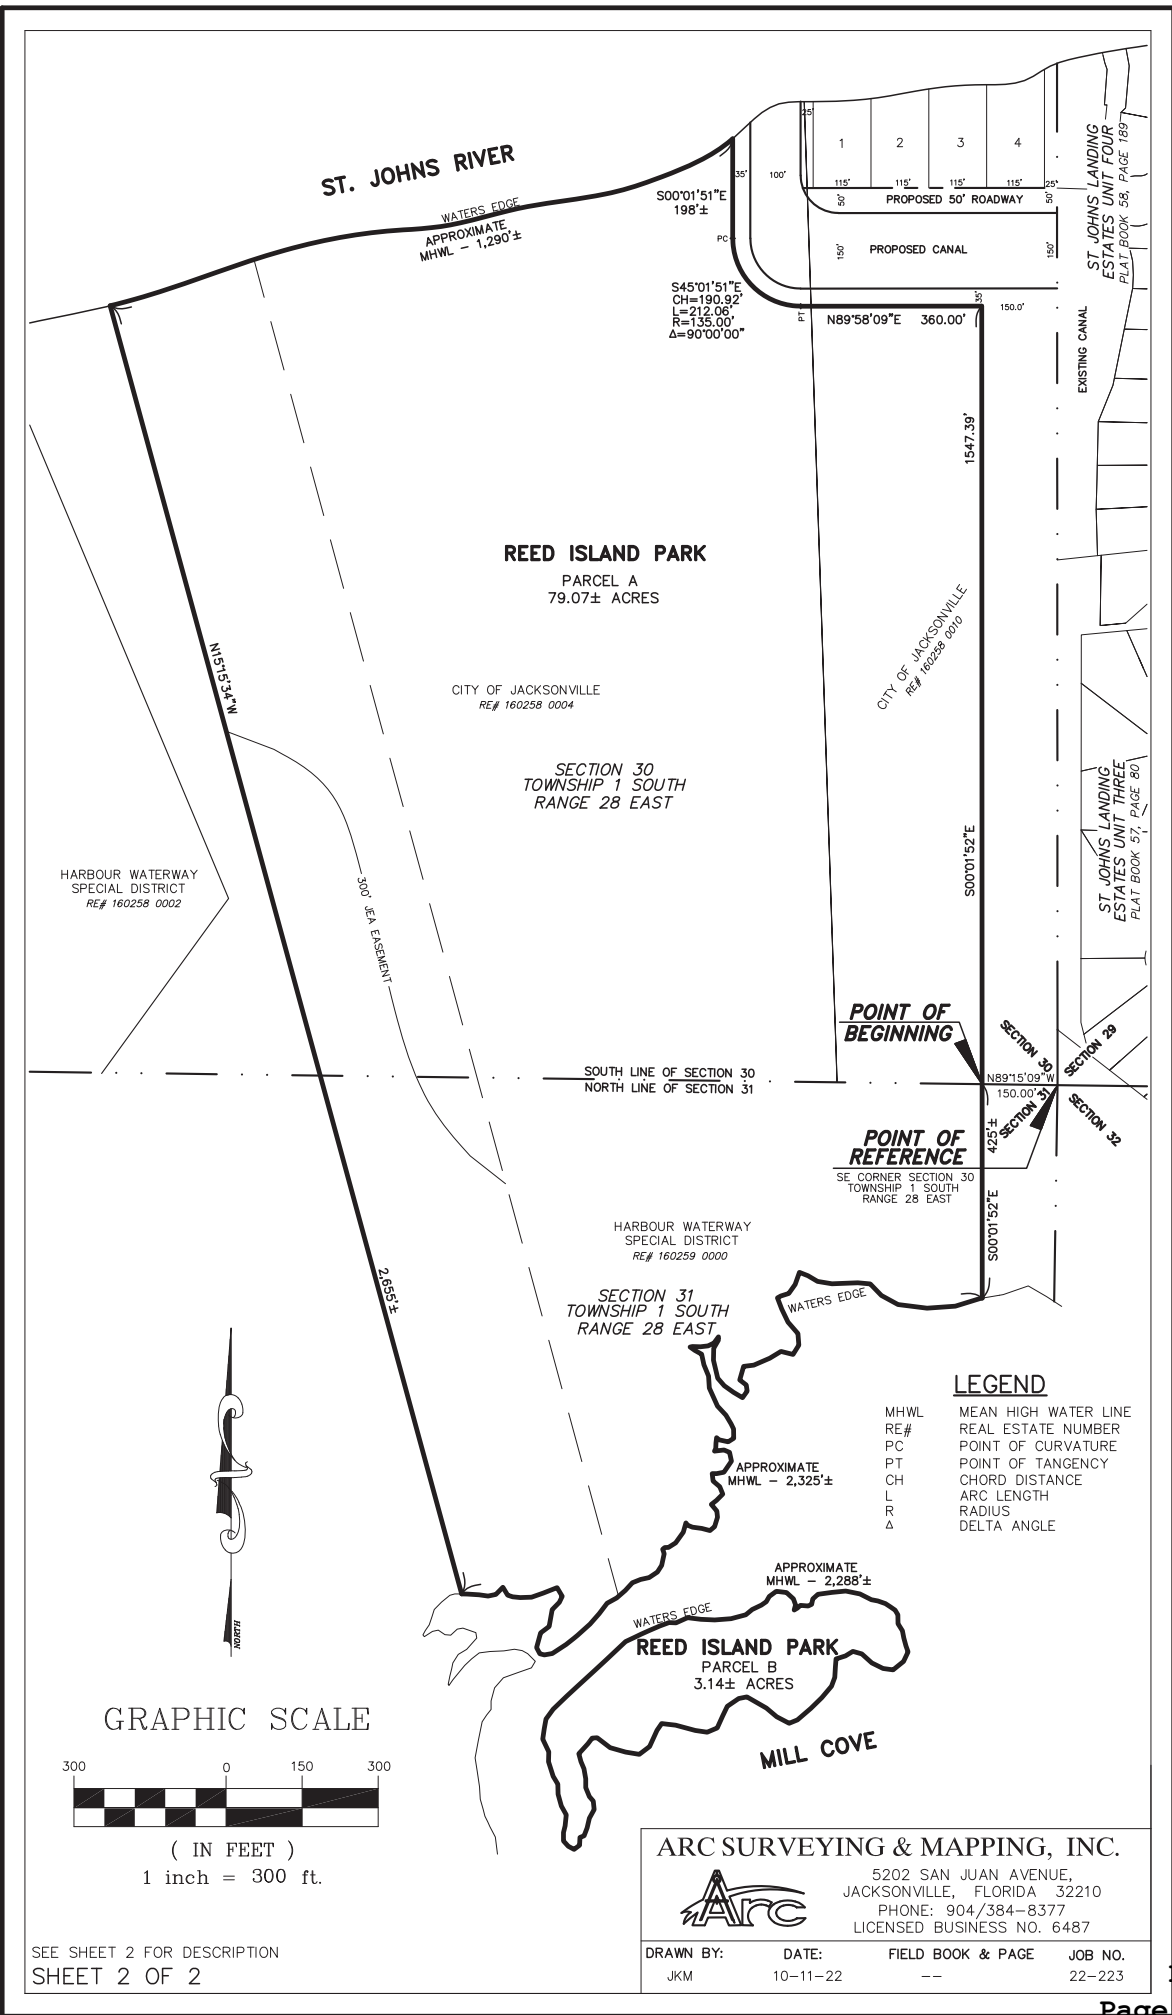 ST. JOHNS RIVER
WATERS EDGE
APPROXIMATE
MHWL - 1,290'±
S00°01'51"E
198'±
PC
35'
100'
25'
1
2
3
4
115'
115'
115'
115'
25'
50'
PROPOSED 50' ROADWAY
50'
150'
PROPOSED CANAL
150'
ST JOHNS LANDING
ESTATES UNIT FOUR
PLAT BOOK 58, PAGE 189
S45°01'51"E
CH=190.92'
L=212.06'
R=135.00'
Δ=90°00'00"
PT
N89°58'09"E 360.00'
35'
150.0'
EXISTING CANAL
1547.39'
REED ISLAND PARK
PARCEL A
79.07± ACRES
CITY OF JACKSONVILLE
RE# 160258 0010
N15°15'34"W
CITY OF JACKSONVILLE
RE# 160258 0004
SECTION 30
TOWNSHIP 1 SOUTH
RANGE 28 EAST
ST JOHNS LANDING
ESTATES UNIT THREE
PLAT BOOK 57, PAGE 80
S00°01'52"E
HARBOUR WATERWAY
SPECIAL DISTRICT
RE# 160258 0002
300' JEA EASEMENT
POINT OF
BEGINNING
SECTION 30
SECTION 29
SOUTH LINE OF SECTION 30
NORTH LINE OF SECTION 31
N89°15'09"W
150.00'
SECTION 31
SECTION 32
425'±
POINT OF
REFERENCE
SE CORNER SECTION 30
TOWNSHIP 1 SOUTH
RANGE 28 EAST
S00°01'52"E
HARBOUR WATERWAY
SPECIAL DISTRICT
RE# 160259 0000
2,655'±
SECTION 31
TOWNSHIP 1 SOUTH
RANGE 28 EAST
WATERS EDGE
LEGEND
MHWL MEAN HIGH WATER LINE
RE# REAL ESTATE NUMBER
PC POINT OF CURVATURE
PT POINT OF TANGENCY
CH CHORD DISTANCE
L ARC LENGTH
R RADIUS
Δ DELTA ANGLE
APPROXIMATE
MHWL - 2,325'±
APPROXIMATE
MHWL - 2,288'±
WATERS EDGE
REED ISLAND PARK
PARCEL B
3.14± ACRES
MILL COVE
NORTH
GRAPHIC SCALE
300 0 150 300
( IN FEET )
1 inch = 300 ft.
ARC SURVEYING & MAPPING, INC.
Arc
5202 SAN JUAN AVENUE,
JACKSONVILLE, FLORIDA 32210
PHONE: 904/384-8377
LICENSED BUSINESS NO. 6487
DRAWN BY: DATE: FIELD BOOK & PAGE JOB NO.
JKM 10-11-22 -- 22-223
SEE SHEET 2 FOR DESCRIPTION
SHEET 2 OF 2
Page